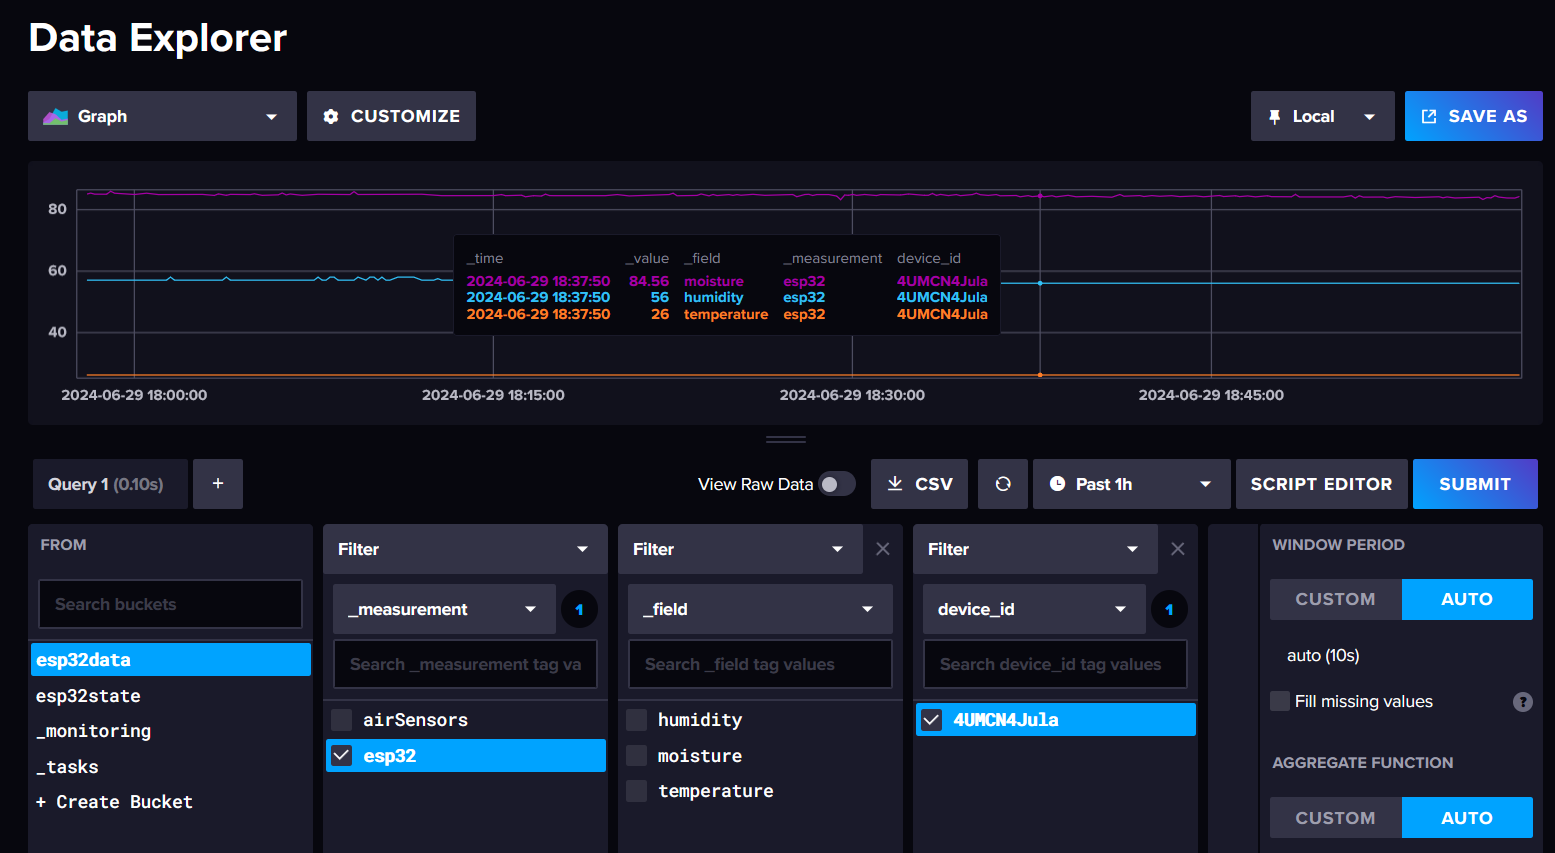 Data Explorer
Graph
CUSTOMIZE
Local
SAVE AS
80
60
40
_time _value _field _measurement device_id
2024-06-29 18:37:50 84.56 moisture esp32 4UMCN4Jula
2024-06-29 18:37:50 56 humidity esp32 4UMCN4Jula
2024-06-29 18:37:50 26 temperature esp32 4UMCN4Jula
2024-06-29 18:00:00 2024-06-29 18:15:00 2024-06-29 18:30:00 2024-06-29 18:45:00
Query 1 (0.10s)
+
View Raw Data
CSV
Past 1h
SCRIPT EDITOR
SUBMIT
FROM
Search buckets
esp32data
esp32state
_monitoring
_tasks
+ Create Bucket
Filter
_measurement 1
Search _measurement tag va
airSensors
esp32
Filter
_field
Search _field tag values
humidity
moisture
temperature
Filter
device_id 1
Search device_id tag values
4UMCN4Jula
WINDOW PERIOD
CUSTOM AUTO
auto (10s)
Fill missing values ?
AGGREGATE FUNCTION
CUSTOM AUTO